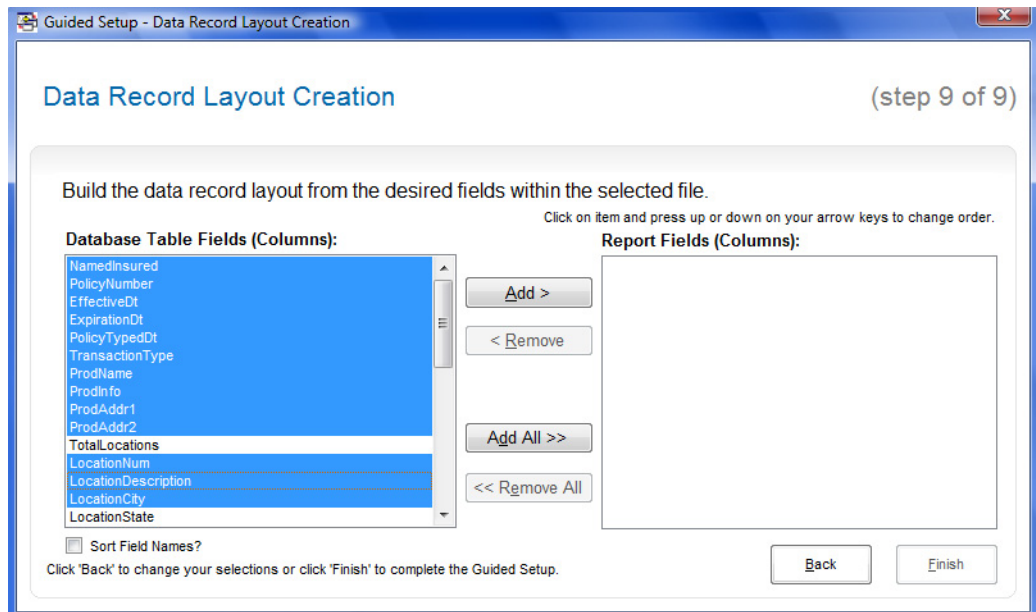 Guided Setup - Data Record Layout Creation
Data Record Layout Creation
(step 9 of 9)
Build the data record layout from the desired fields within the selected file.
Click on item and press up or down on your arrow keys to change order.
Database Table Fields (Columns):
NamedInsured
PolicyNumber
EffectiveDt
ExpirationDt
PolicyTypedDt
TransactionType
ProdName
ProdInfo
ProdAddr1
ProdAddr2
TotalLocations
LocationNum
LocationDescription
LocationCity
LocationState
Add >
< Remove
Add All >>
<< Remove All
Report Fields (Columns):
Sort Field Names?
Click 'Back' to change your selections or click 'Finish' to complete the Guided Setup.
Back
Finish